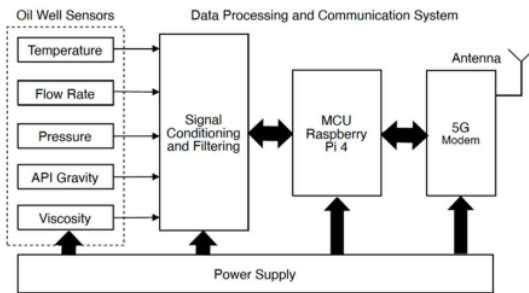 Oil Well Sensors
Data Processing and Communication System
Temperature
Flow Rate
Pressure
API Gravity
Viscosity
Signal
Conditioning
and Filtering
MCU
Raspberry
Pi 4
Antenna
5G
Modem
Power Supply